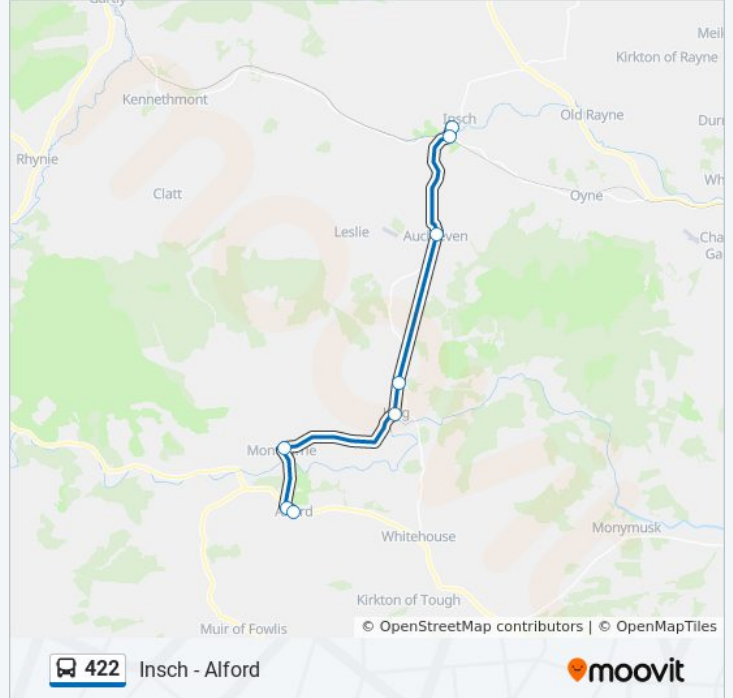 Kennethmont
Kirkton of Rayne
Insch
Old Rayne
Rhynie
Clatt
Oyne
Leslie
Whitehouse
Monymusk
Kirkton of Tough
Muir of Fowlis
© OpenStreetMap contributors | © OpenMapTiles
422 Insch - Alford
moovit